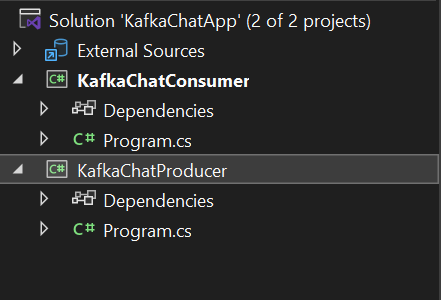 Solution 'KafkaChatApp' (2 of 2 projects)
External Sources
C# KafkaChatConsumer
Dependencies
C# Program.cs
C# KafkaChatProducer
Dependencies
C# Program.cs